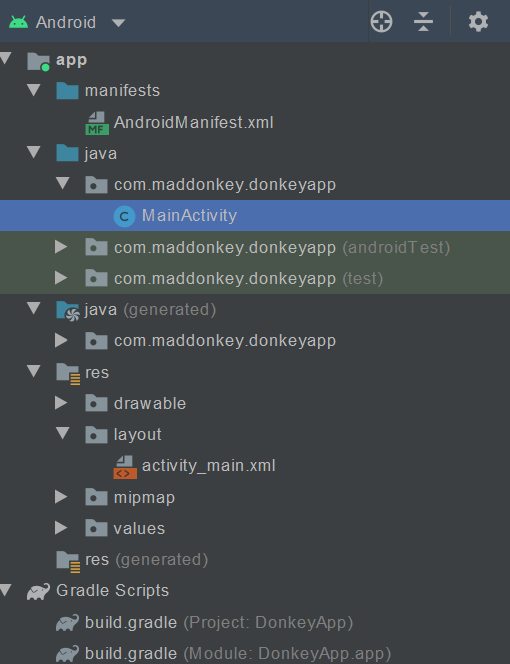 Android
app
manifests
MF AndroidManifest.xml
java
com.maddonkey.donkeyapp
C MainActivity
com.maddonkey.donkeyapp (androidTest)
com.maddonkey.donkeyapp (test)
java (generated)
com.maddonkey.donkeyapp
res
drawable
layout
<> activity_main.xml
mipmap
values
res (generated)
Gradle Scripts
build.gradle (Project: DonkeyApp)
build.gradle (Module: DonkeyApp.app)